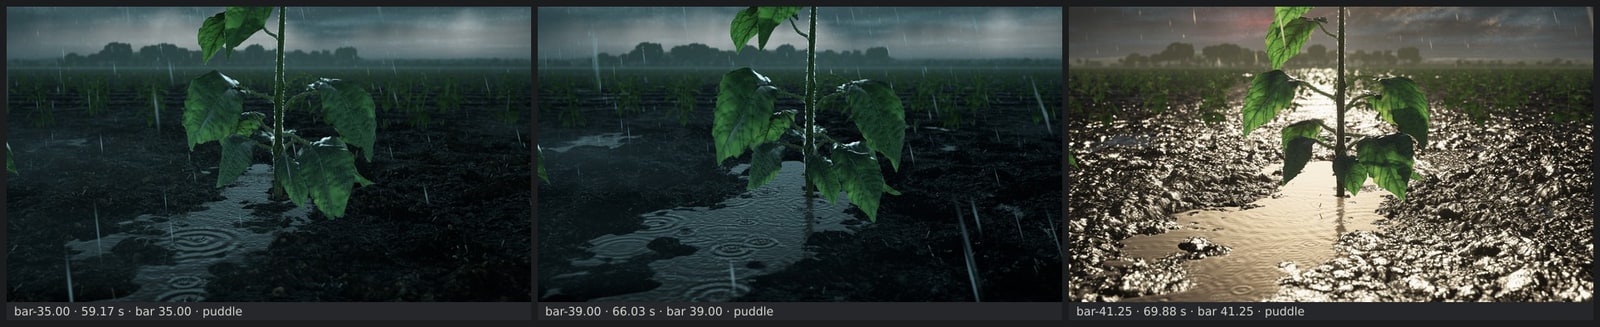 bar-35.00 · 59.17 s · bar 35.00 · puddle
bar-39.00 · 66.03 s · bar 39.00 · puddle
bar-41.25 · 69.88 s · bar 41.25 · puddle